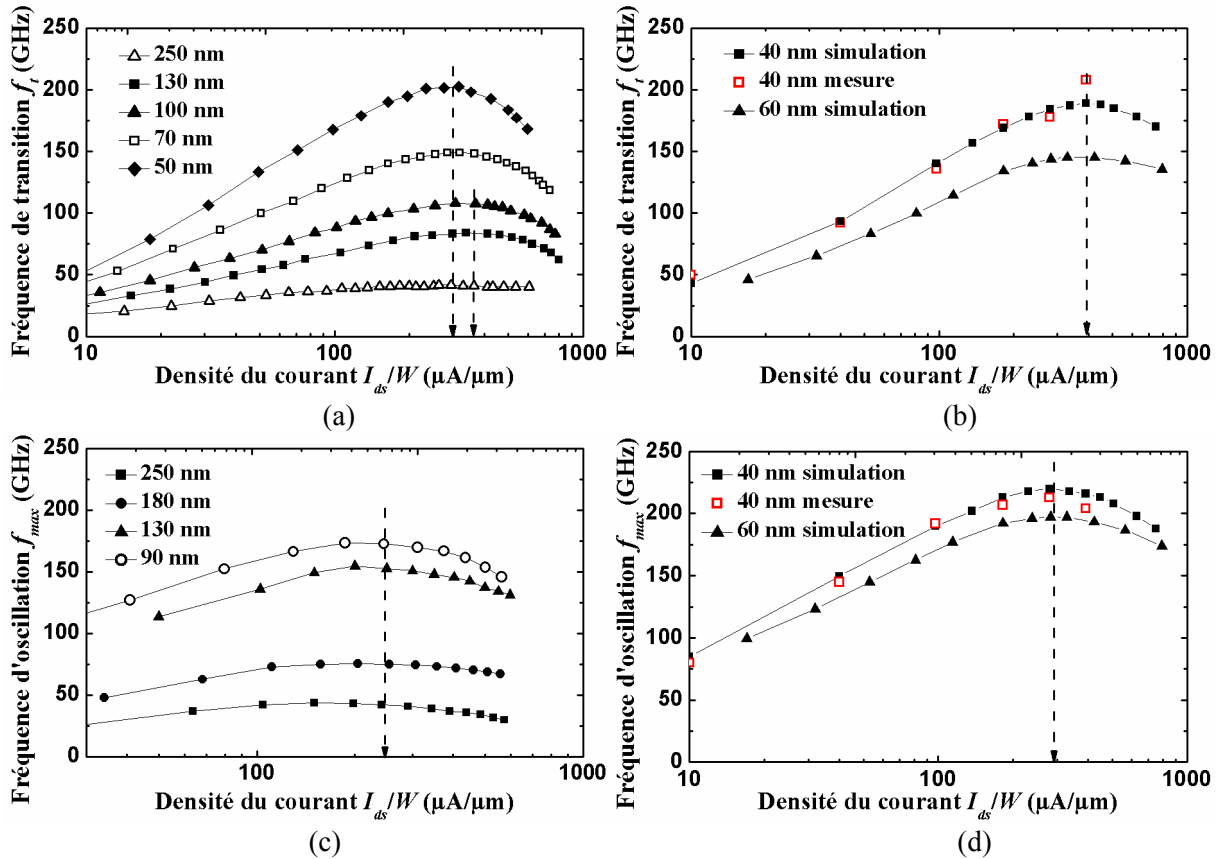 Fréquence de transition f_t (GHz)
250
200
150
100
50
0
250 nm
130 nm
100 nm
70 nm
50 nm
10
100
1000
Densité du courant I_ds/W (µA/µm)
(a)
Fréquence de transition f_t (GHz)
250
200
150
100
50
0
40 nm simulation
40 nm mesure
60 nm simulation
10
100
1000
Densité du courant I_ds/W (µA/µm)
(b)
Fréquence d'oscillation f_max (GHz)
250
200
150
100
50
0
250 nm
180 nm
130 nm
90 nm
100
1000
Densité du courant I_ds/W (µA/µm)
(c)
Fréquence d'oscillation f_max (GHz)
250
200
150
100
50
0
40 nm simulation
40 nm mesure
60 nm simulation
10
100
1000
Densité du courant I_ds/W (µA/µm)
(d)